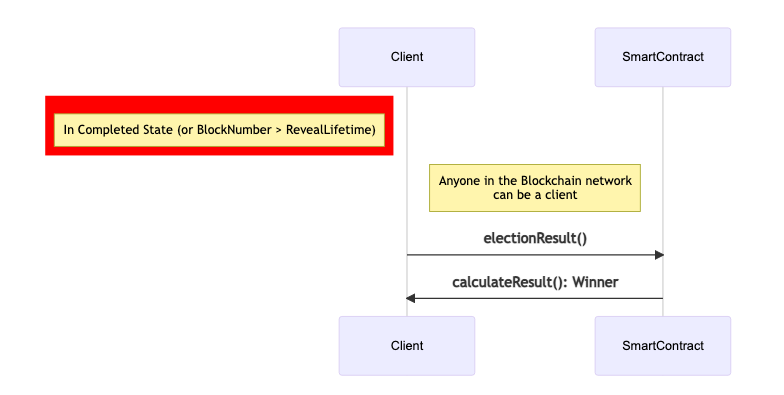 Client
SmartContract
In Completed State (or BlockNumber > RevealLifetime)
Anyone in the Blockchain network
can be a client
electionResult()
calculateResult(): Winner
Client
SmartContract